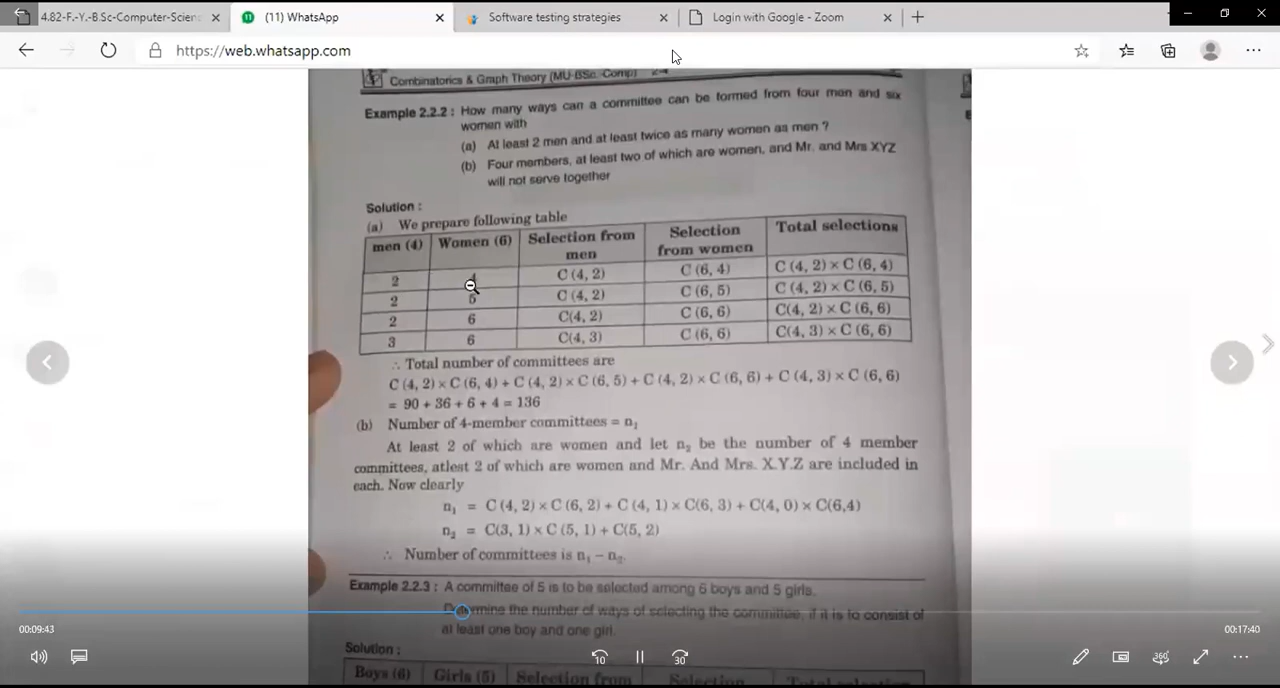 4.82-F.-Y.-B.Sc-Computer-Scien
(11) WhatsApp
Software testing strategies
Login with Google - Zoom
https://web.whatsapp.com
Combinatorics & Graph Theory (MU-BSc.-Comp)
Example 2.2.2 : How many ways can a committee can be formed from four men and six
women with
(a) At least 2 men and at least twice as many women as men ?
(b) Four members, at least two of which are women, and Mr. and Mrs XYZ
will not serve together
Solution :
(a) We prepare following table
men (4) Women (6) Selection from men Selection from women Total selections
2 4 C (4, 2) C (6, 4) C (4, 2) × C (6, 4)
2 5 C (4, 2) C (6, 5) C (4, 2) × C (6, 5)
2 6 C(4, 2) C (6, 6) C(4, 2) × C (6, 6)
3 6 C(4, 3) C (6, 6) C(4, 3) × C (6, 6)
∴ Total number of committees are
C (4, 2) × C (6, 4) + C (4, 2) × C (6, 5) + C (4, 2) × C (6, 6) + C (4, 3) × C (6, 6)
= 90 + 36 + 6 + 4 = 136
(b) Number of 4-member committees = n₁
At least 2 of which are women and let n₂ be the number of 4 member
committees, atlest 2 of which are women and Mr. And Mrs. X.Y.Z are included in
each. Now clearly
n₁ = C (4, 2) × C (6, 2) + C (4, 1) × C(6, 3) + C(4, 0) × C(6,4)
n₂ = C(3, 1) × C (5, 1) + C(5, 2)
∴ Number of committees is n₁ – n₂.
Example 2.2.3 : A committee of 5 is to be selected among 6 boys and 5 girls.
Determine the number of ways of selecting the committee, if it is to consist of
at least one boy and one girl.
Solution :
Boys (6) Girls (5) Selection from Selection Total selection
00:09:43
00:17:40
10
30
360